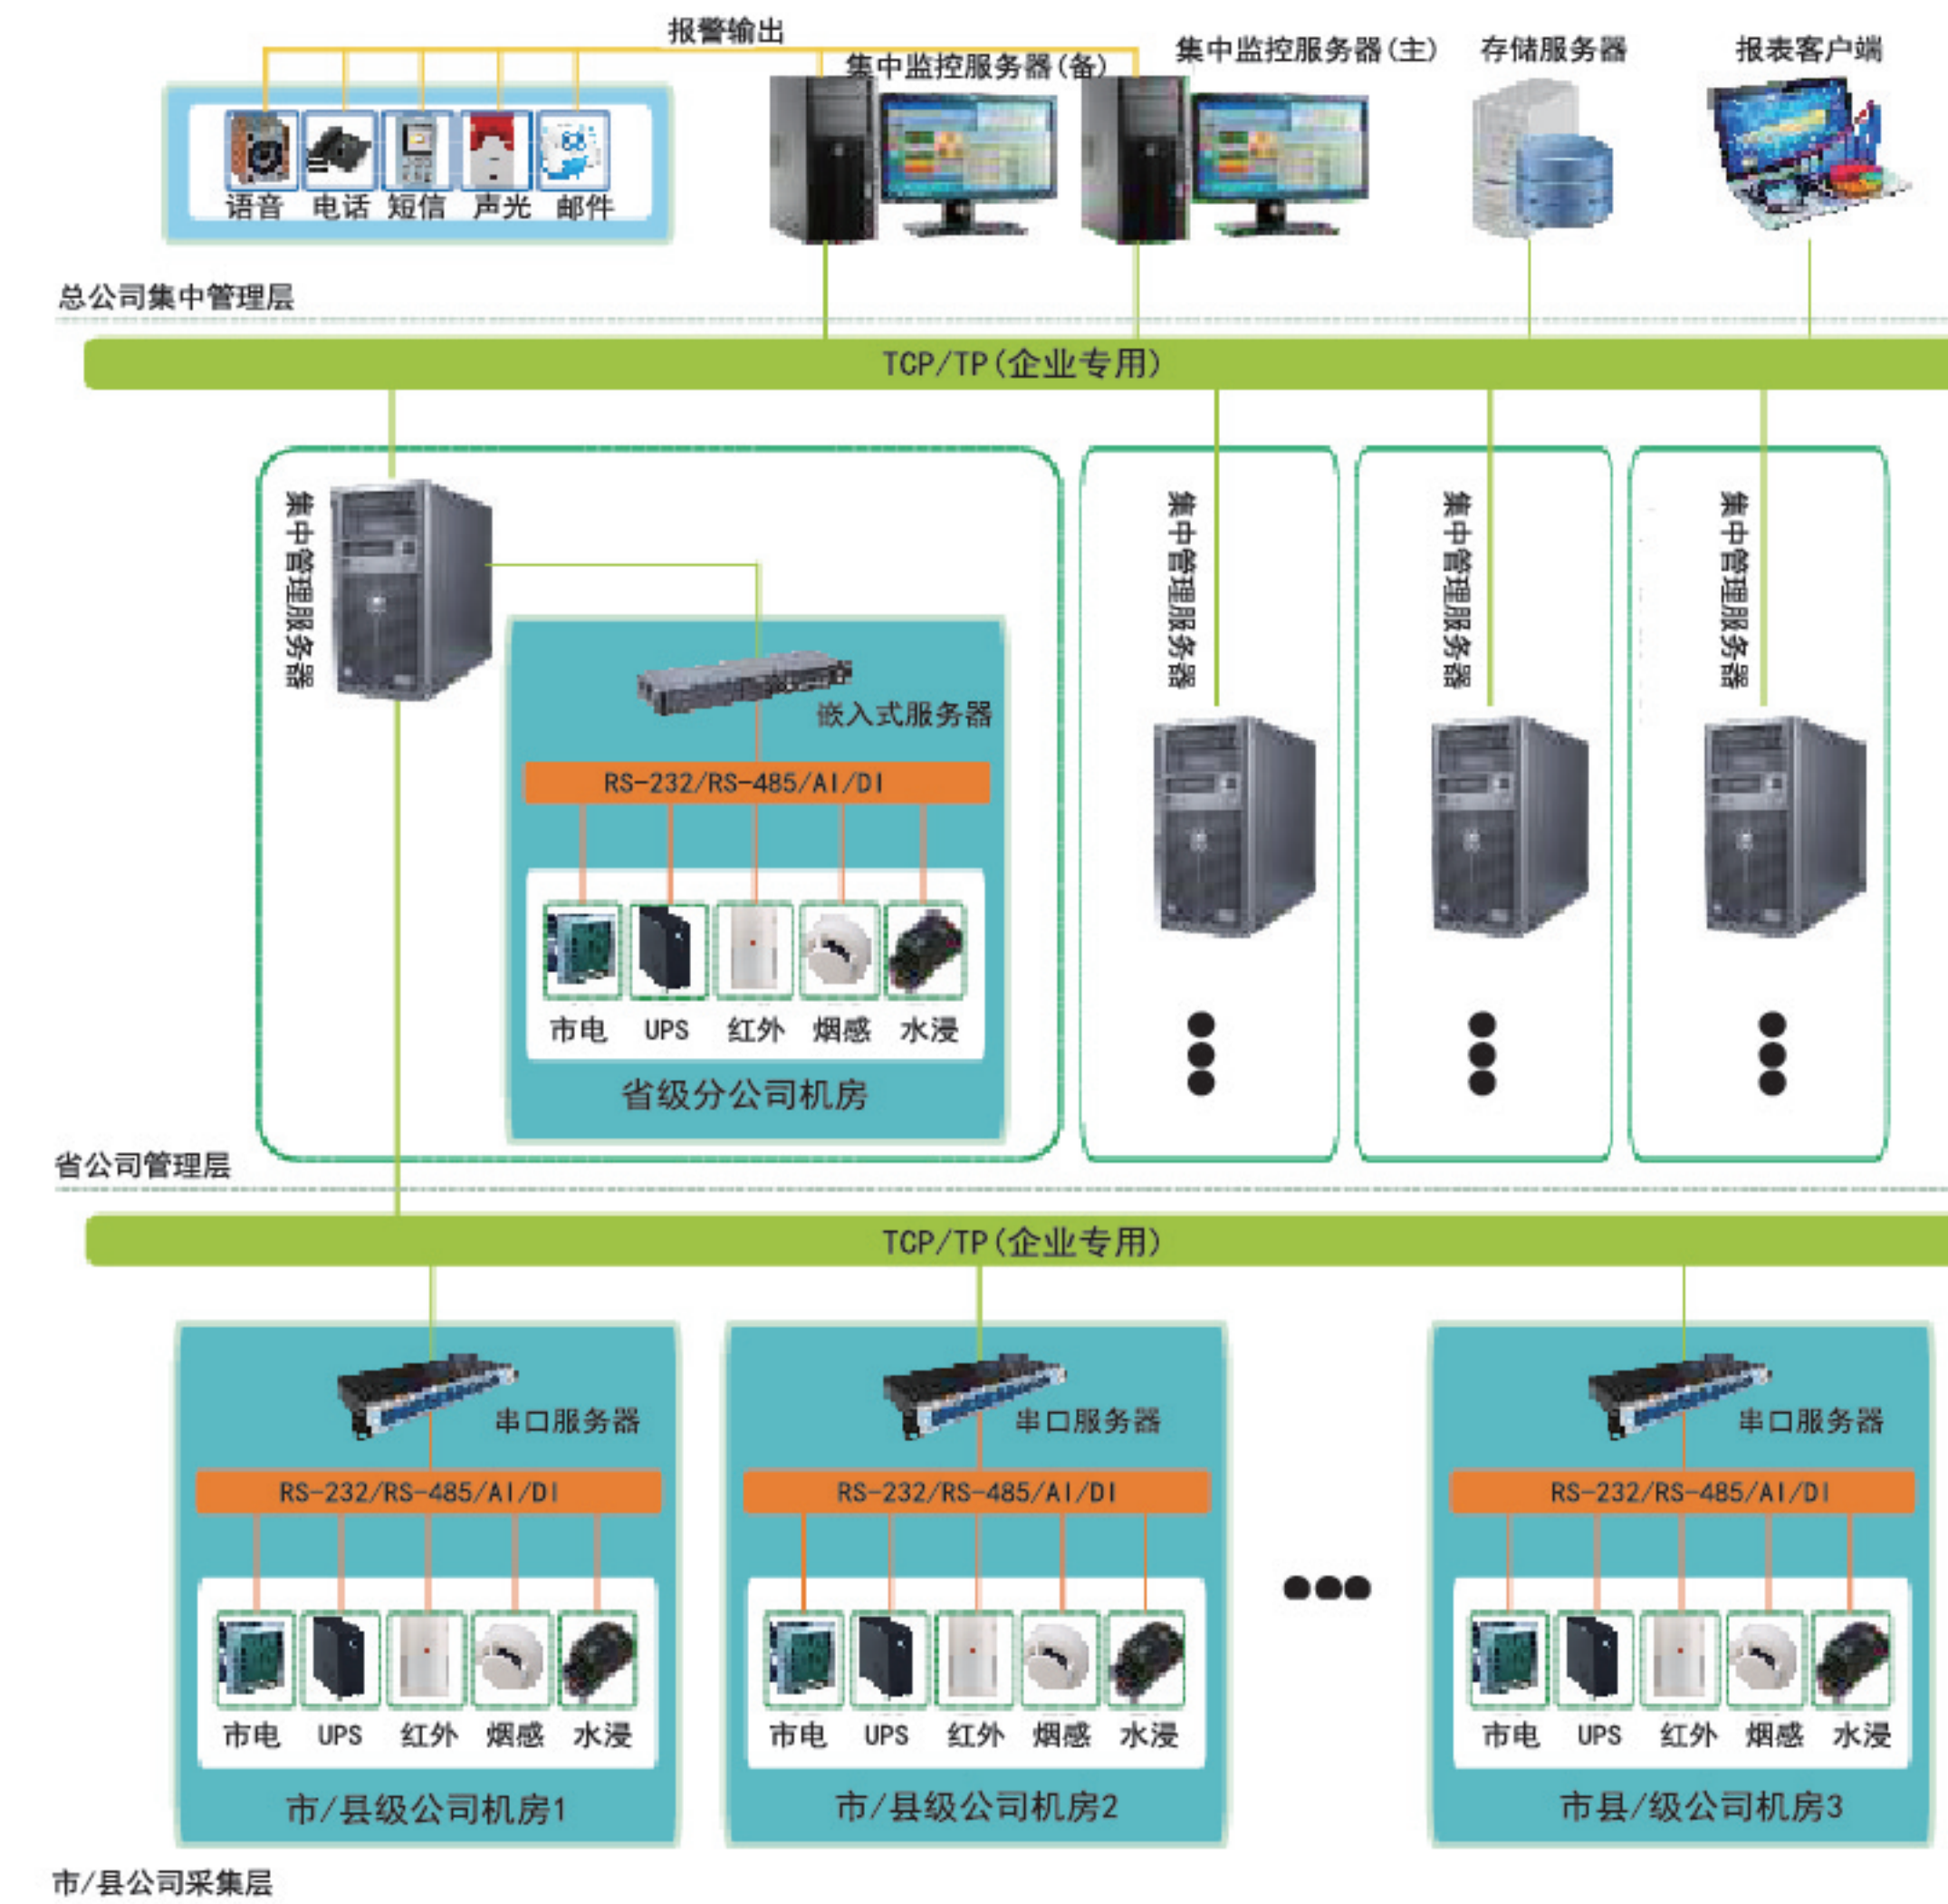 报警输出
集中监控服务器(备)
集中监控服务器(主)
存储服务器
报表客户端
语音 电话 短信 声光 邮件
总公司集中管理层
TCP/TP(企业专用)
集中管理服务器
集中管理服务器
集中管理服务器
集中管理服务器
嵌入式服务器
RS-232/RS-485/AI/DI
市电 UPS 红外 烟感 水浸
省级分公司机房
省公司管理层
TCP/TP(企业专用)
串口服务器
串口服务器
串口服务器
RS-232/RS-485/AI/DI
RS-232/RS-485/AI/DI
RS-232/RS-485/AI/DI
市电 UPS 红外 烟感 水浸
市电 UPS 红外 烟感 水浸
市电 UPS 红外 烟感 水浸
市/县级公司机房1
市/县级公司机房2
市县/级公司机房3
市/县公司采集层